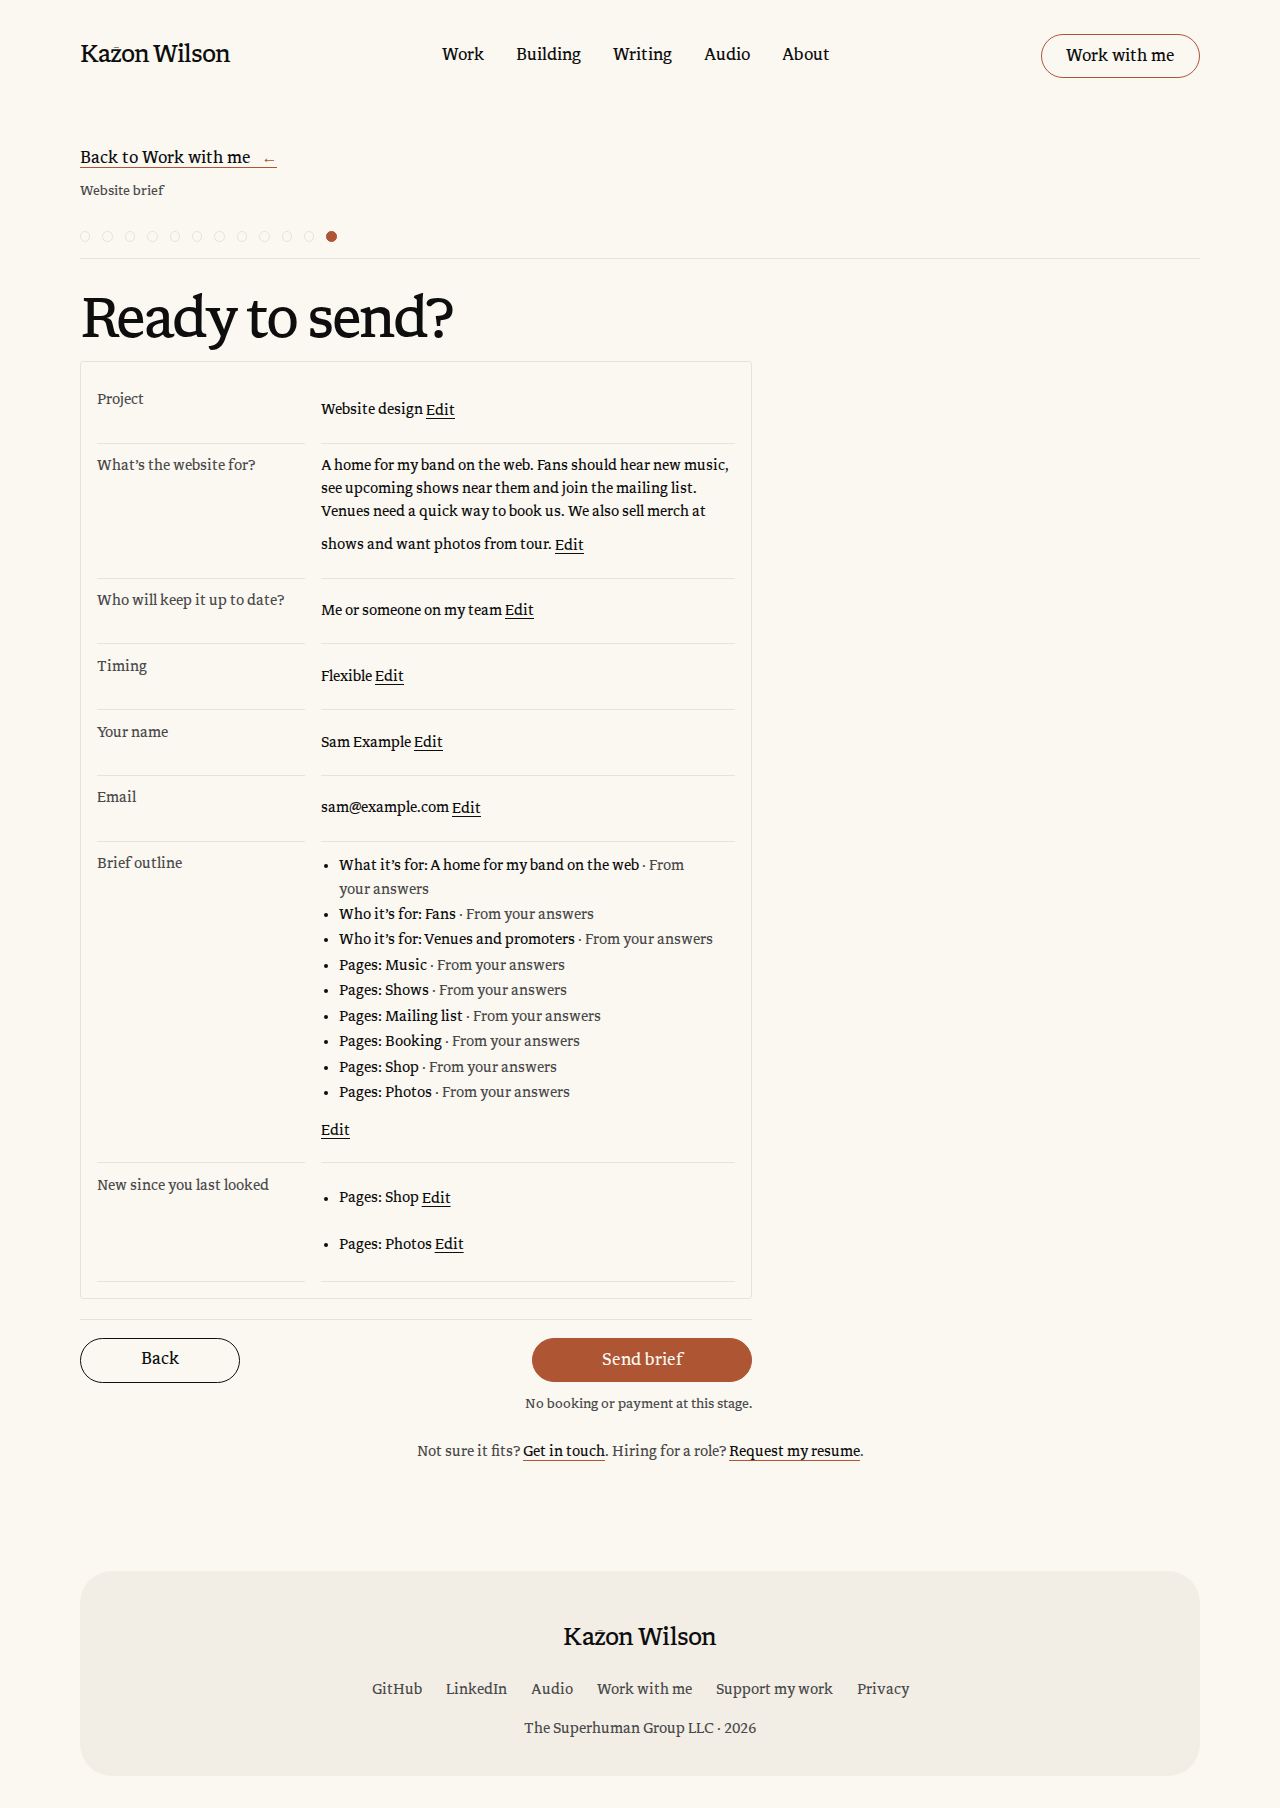 Kažon Wilson
Work
Building
Writing
Audio
About
Work with me
Back to Work with me ←
Website brief
Ready to send?
Project
Website design Edit
What’s the website for?
A home for my band on the web. Fans should hear new music,
see upcoming shows near them and join the mailing list.
Venues need a quick way to book us. We also sell merch at
shows and want photos from tour. Edit
Who will keep it up to date?
Me or someone on my team Edit
Timing
Flexible Edit
Your name
Sam Example Edit
Email
sam@example.com Edit
Brief outline
• What it’s for: A home for my band on the web · From
your answers
• Who it’s for: Fans · From your answers
• Who it’s for: Venues and promoters · From your answers
• Pages: Music · From your answers
• Pages: Shows · From your answers
• Pages: Mailing list · From your answers
• Pages: Booking · From your answers
• Pages: Shop · From your answers
• Pages: Photos · From your answers
Edit
New since you last looked
• Pages: Shop Edit
• Pages: Photos Edit
Back
Send brief
No booking or payment at this stage.
Not sure it fits? Get in touch. Hiring for a role? Request my resume.
Kažon Wilson
GitHub
LinkedIn
Audio
Work with me
Support my work
Privacy
The Superhuman Group LLC · 2026